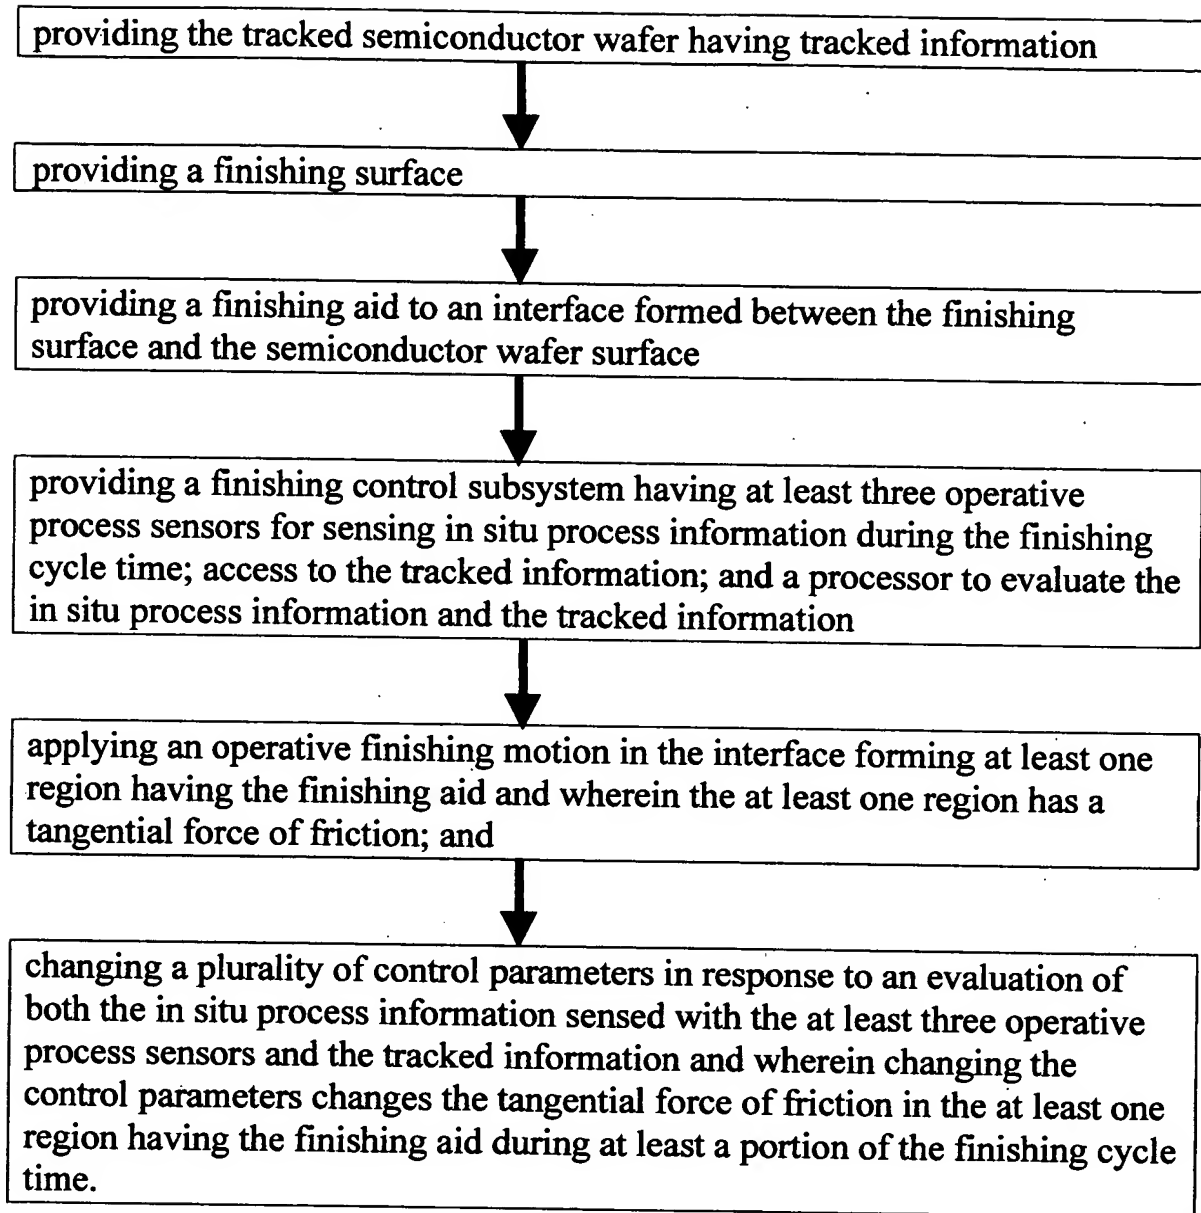 providing the tracked semiconductor wafer having tracked information
providing a finishing surface
providing a finishing aid to an interface formed between the finishing
surface and the semiconductor wafer surface
providing a finishing control subsystem having at least three operative
process sensors for sensing in situ process information during the finishing
cycle time; access to the tracked information; and a processor to evaluate the
in situ process information and the tracked information
applying an operative finishing motion in the interface forming at least one
region having the finishing aid and wherein the at least one region has a
tangential force of friction; and
changing a plurality of control parameters in response to an evaluation of
both the in situ process information sensed with the at least three operative
process sensors and the tracked information and wherein changing the
control parameters changes the tangential force of friction in the at least one
region having the finishing aid during at least a portion of the finishing cycle
time.